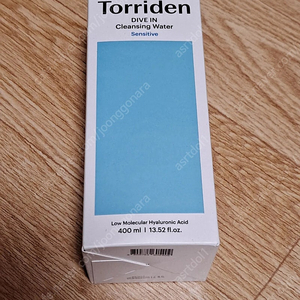 Torriden
DIVE IN
Cleansing Water
Sensitive
Low Molecular Hyaluronic Acid
400 ml | 13.52 fl.oz.